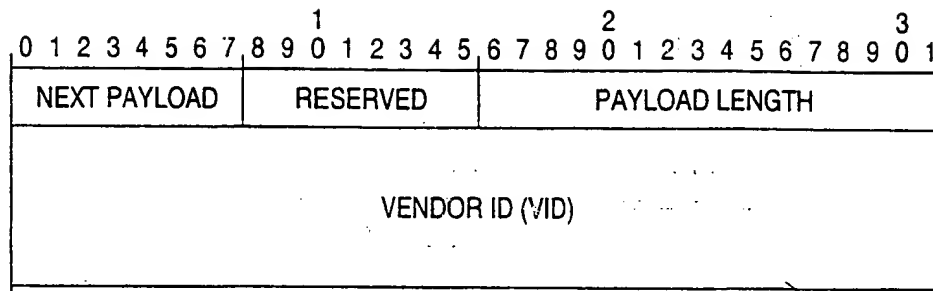 1 2 3
0 1 2 3 4 5 6 7 8 9 0 1 2 3 4 5 6 7 8 9 0 1 2 3 4 5 6 7 8 9 0 1
NEXT PAYLOAD RESERVED PAYLOAD LENGTH
VENDOR ID (VID)